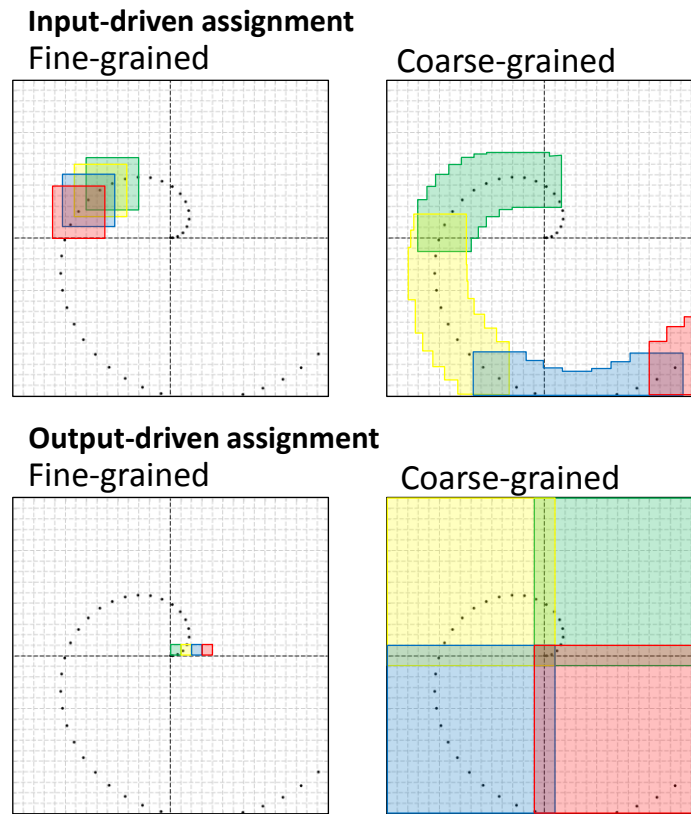 Input-driven assignment
Fine-grained
Coarse-grained
Output-driven assignment
Fine-grained
Coarse-grained